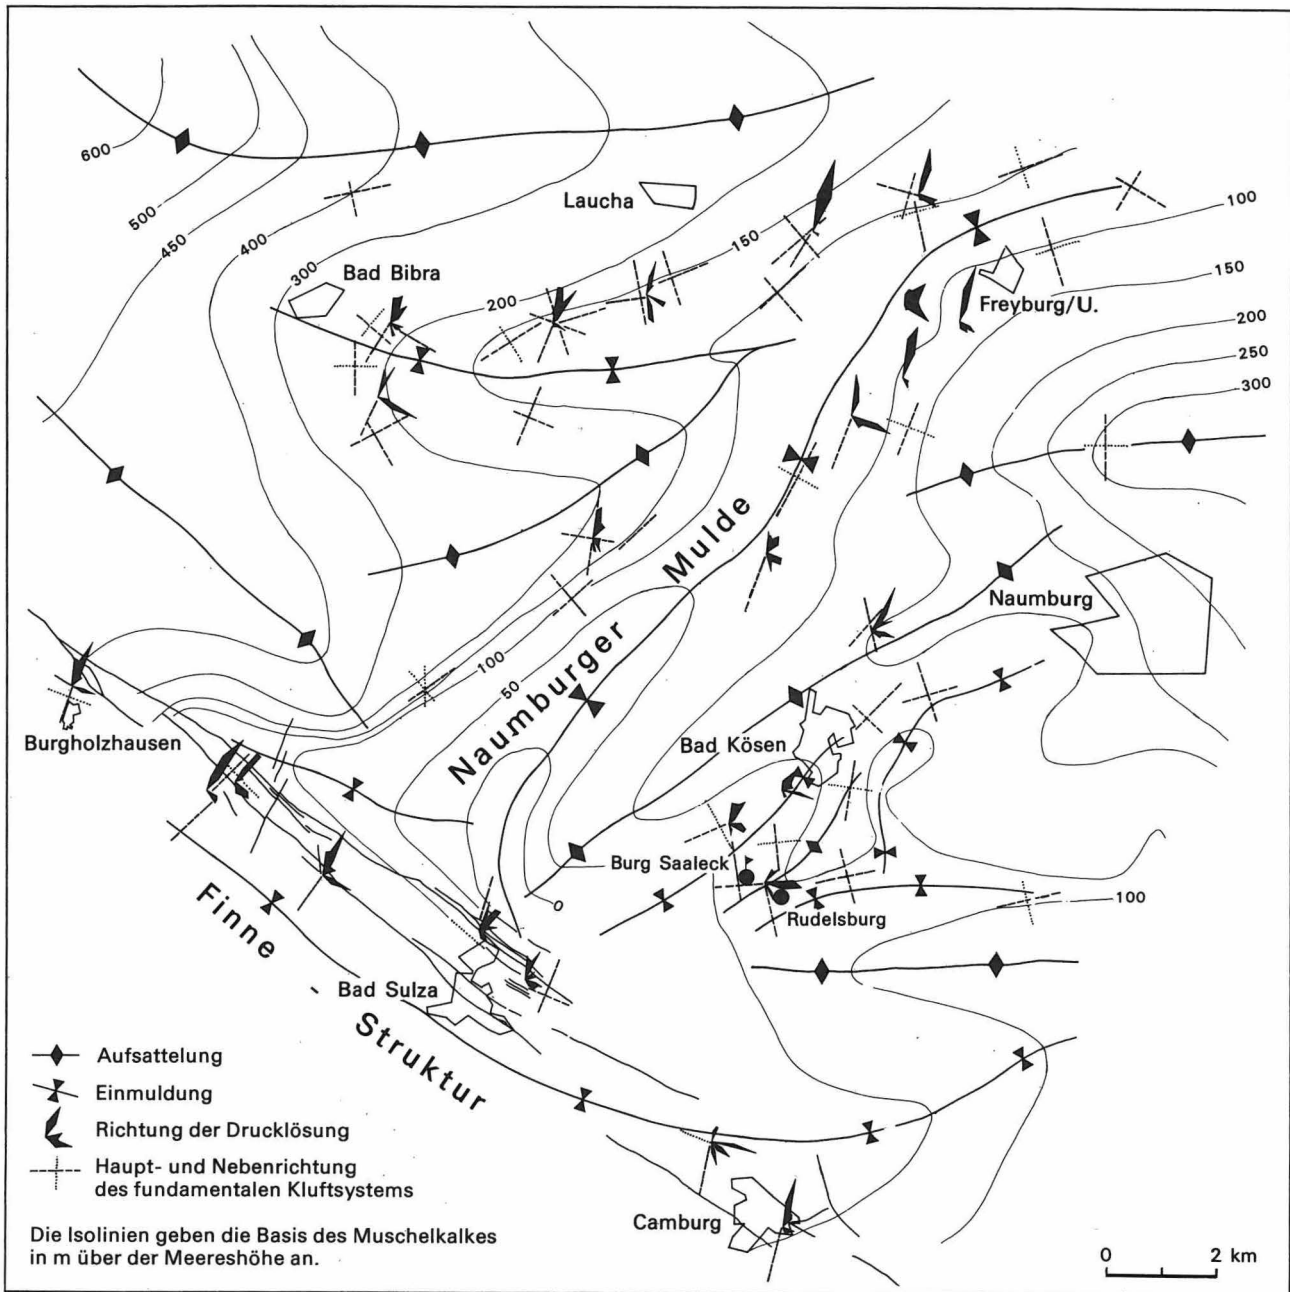 600
500
450
400
300
200
150
Laucha
Bad Bibra
Freyburg/U.
100
150
200
250
300
Naumburger Mulde
100
50
0
Naumburg
Bad Kösen
Burgholzhausen
Burg Saaleck
Rudelsburg
100
Finne - Struktur
Bad Sulza
Camburg
Aufsattelung
Einmuldung
Richtung der Drucklösung
Haupt- und Nebenrichtung
des fundamentalen Kluftsystems
Die Isolinien geben die Basis des Muschelkalkes
in m über der Meereshöhe an.
0 2 km